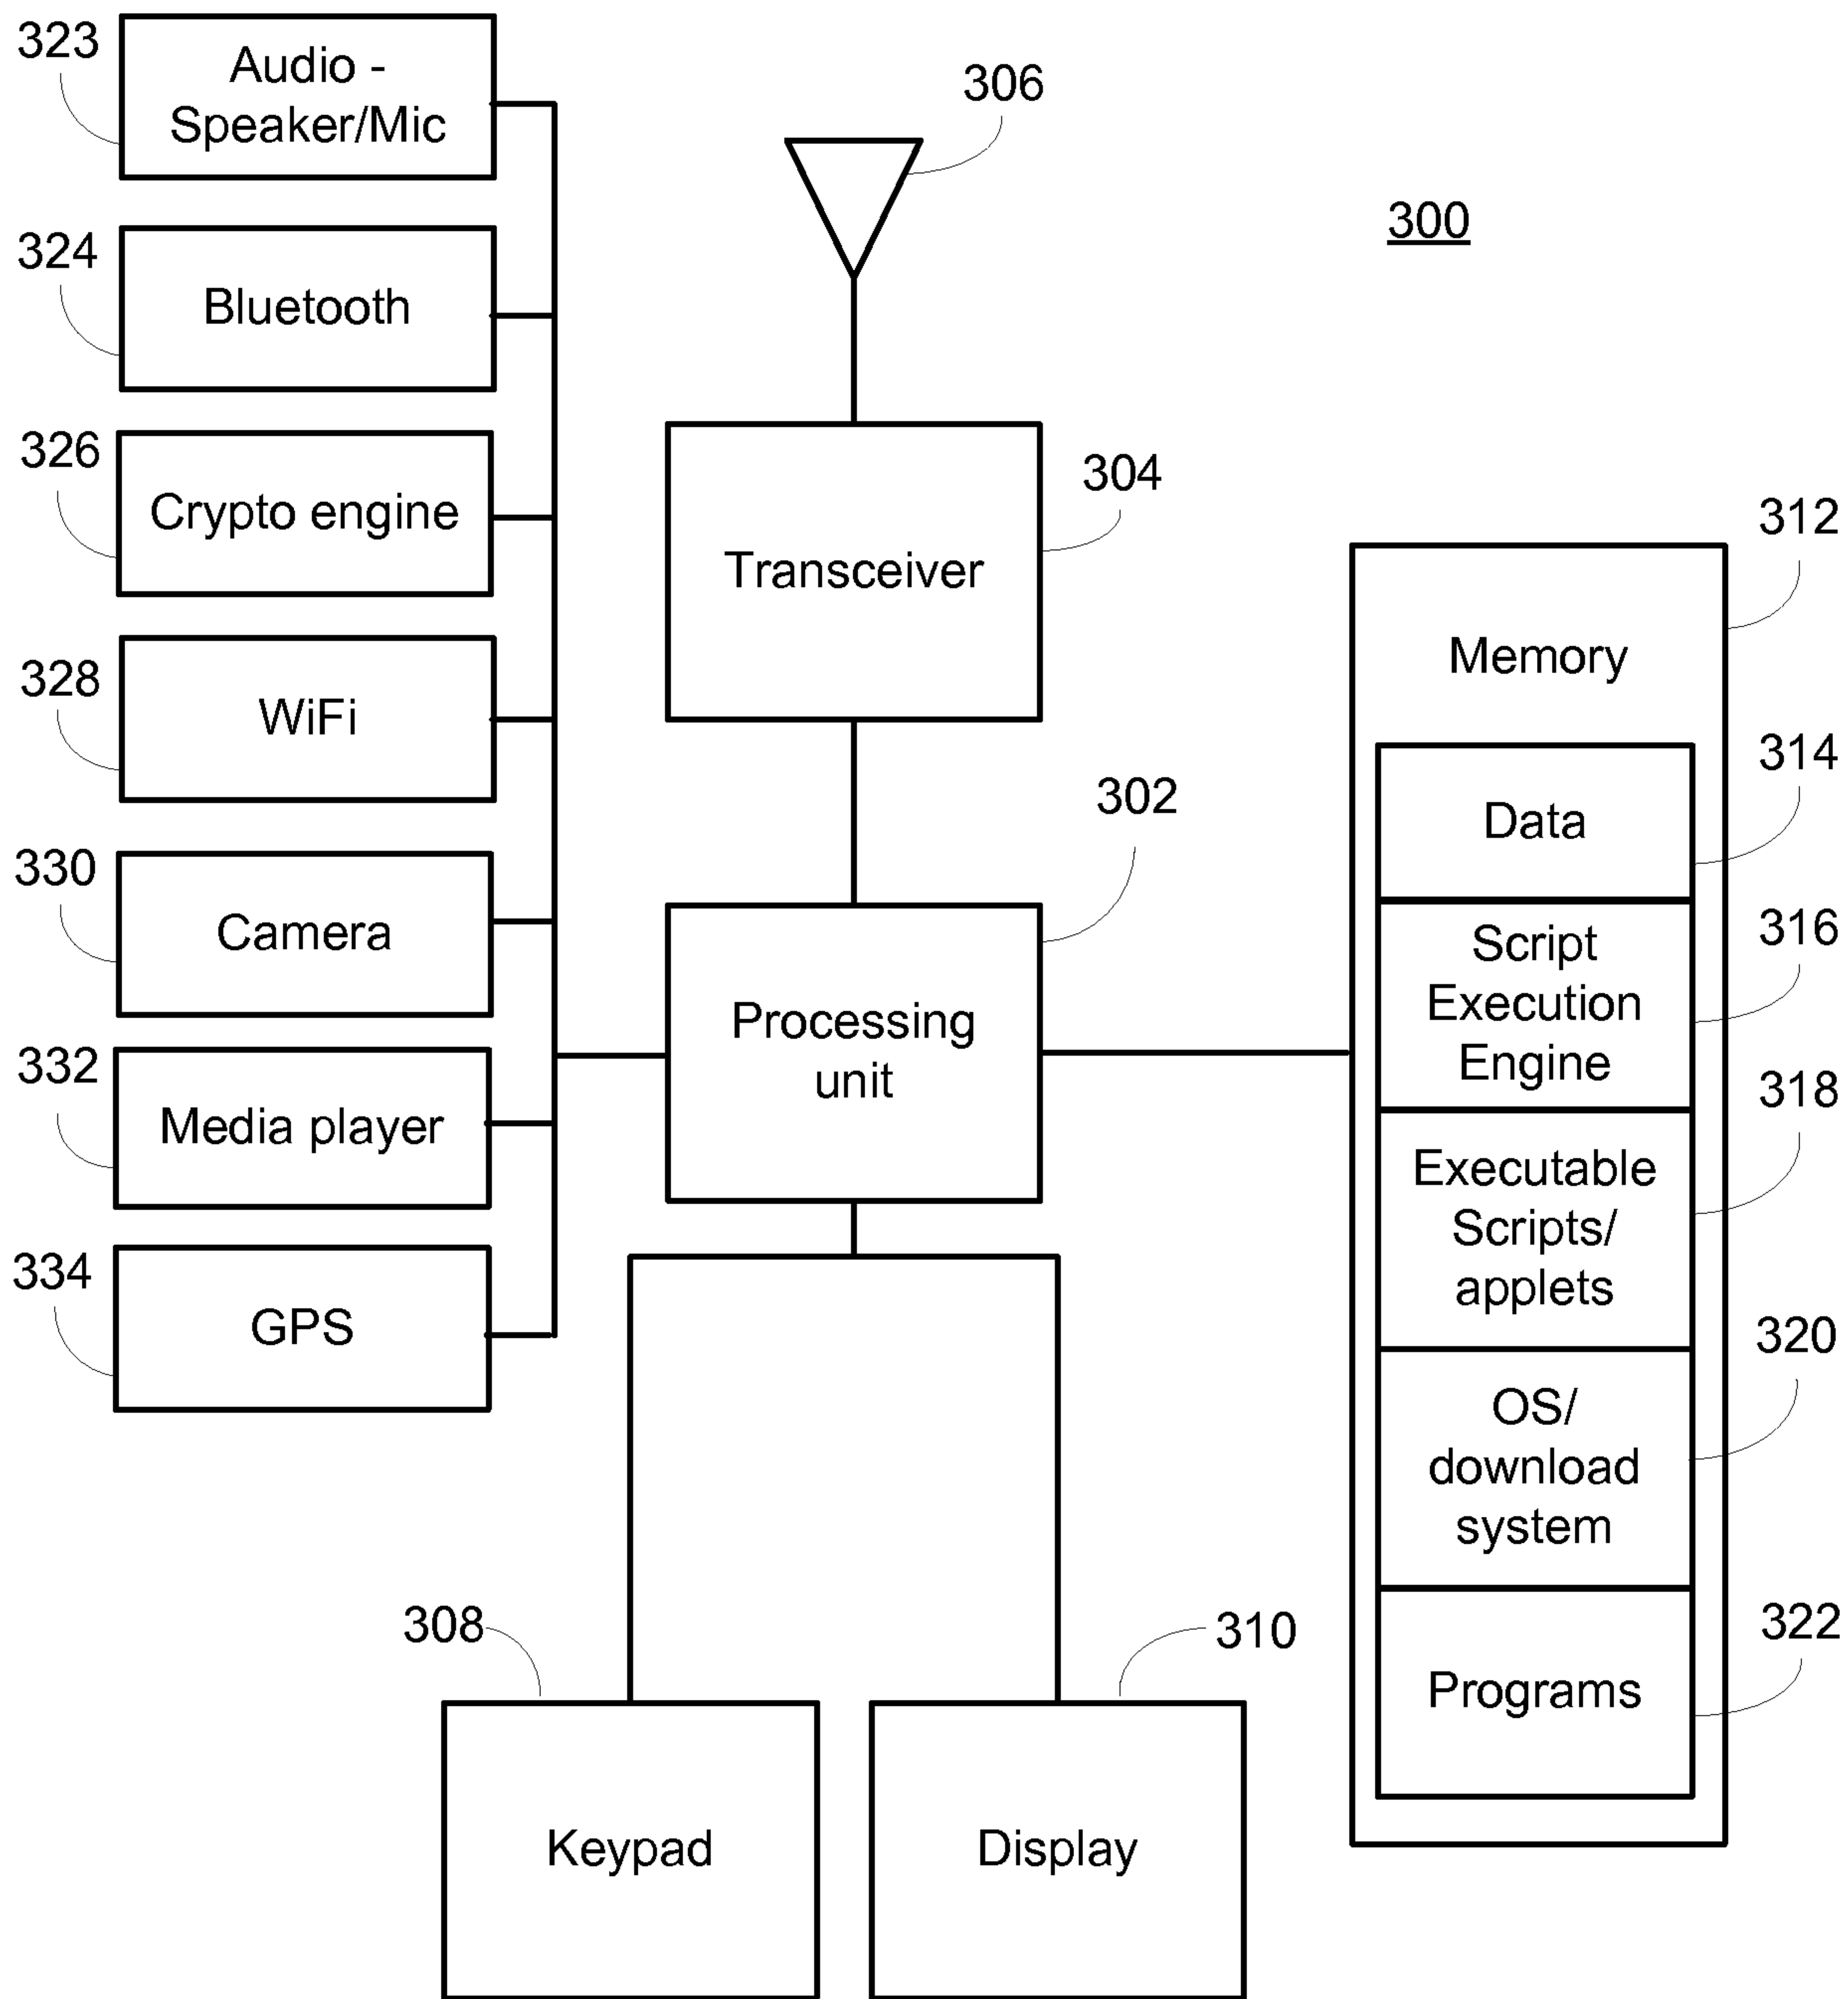 323
Audio -
Speaker/Mic
306
300
324
Bluetooth
326
Crypto engine
304
Transceiver
312
Memory
328
WiFi
314
Data
302
330
Camera
316
Script
Execution
Engine
Processing
unit
332
Media player
318
Executable
Scripts/
applets
334
GPS
320
OS/
download
system
308
310
322
Programs
Keypad
Display